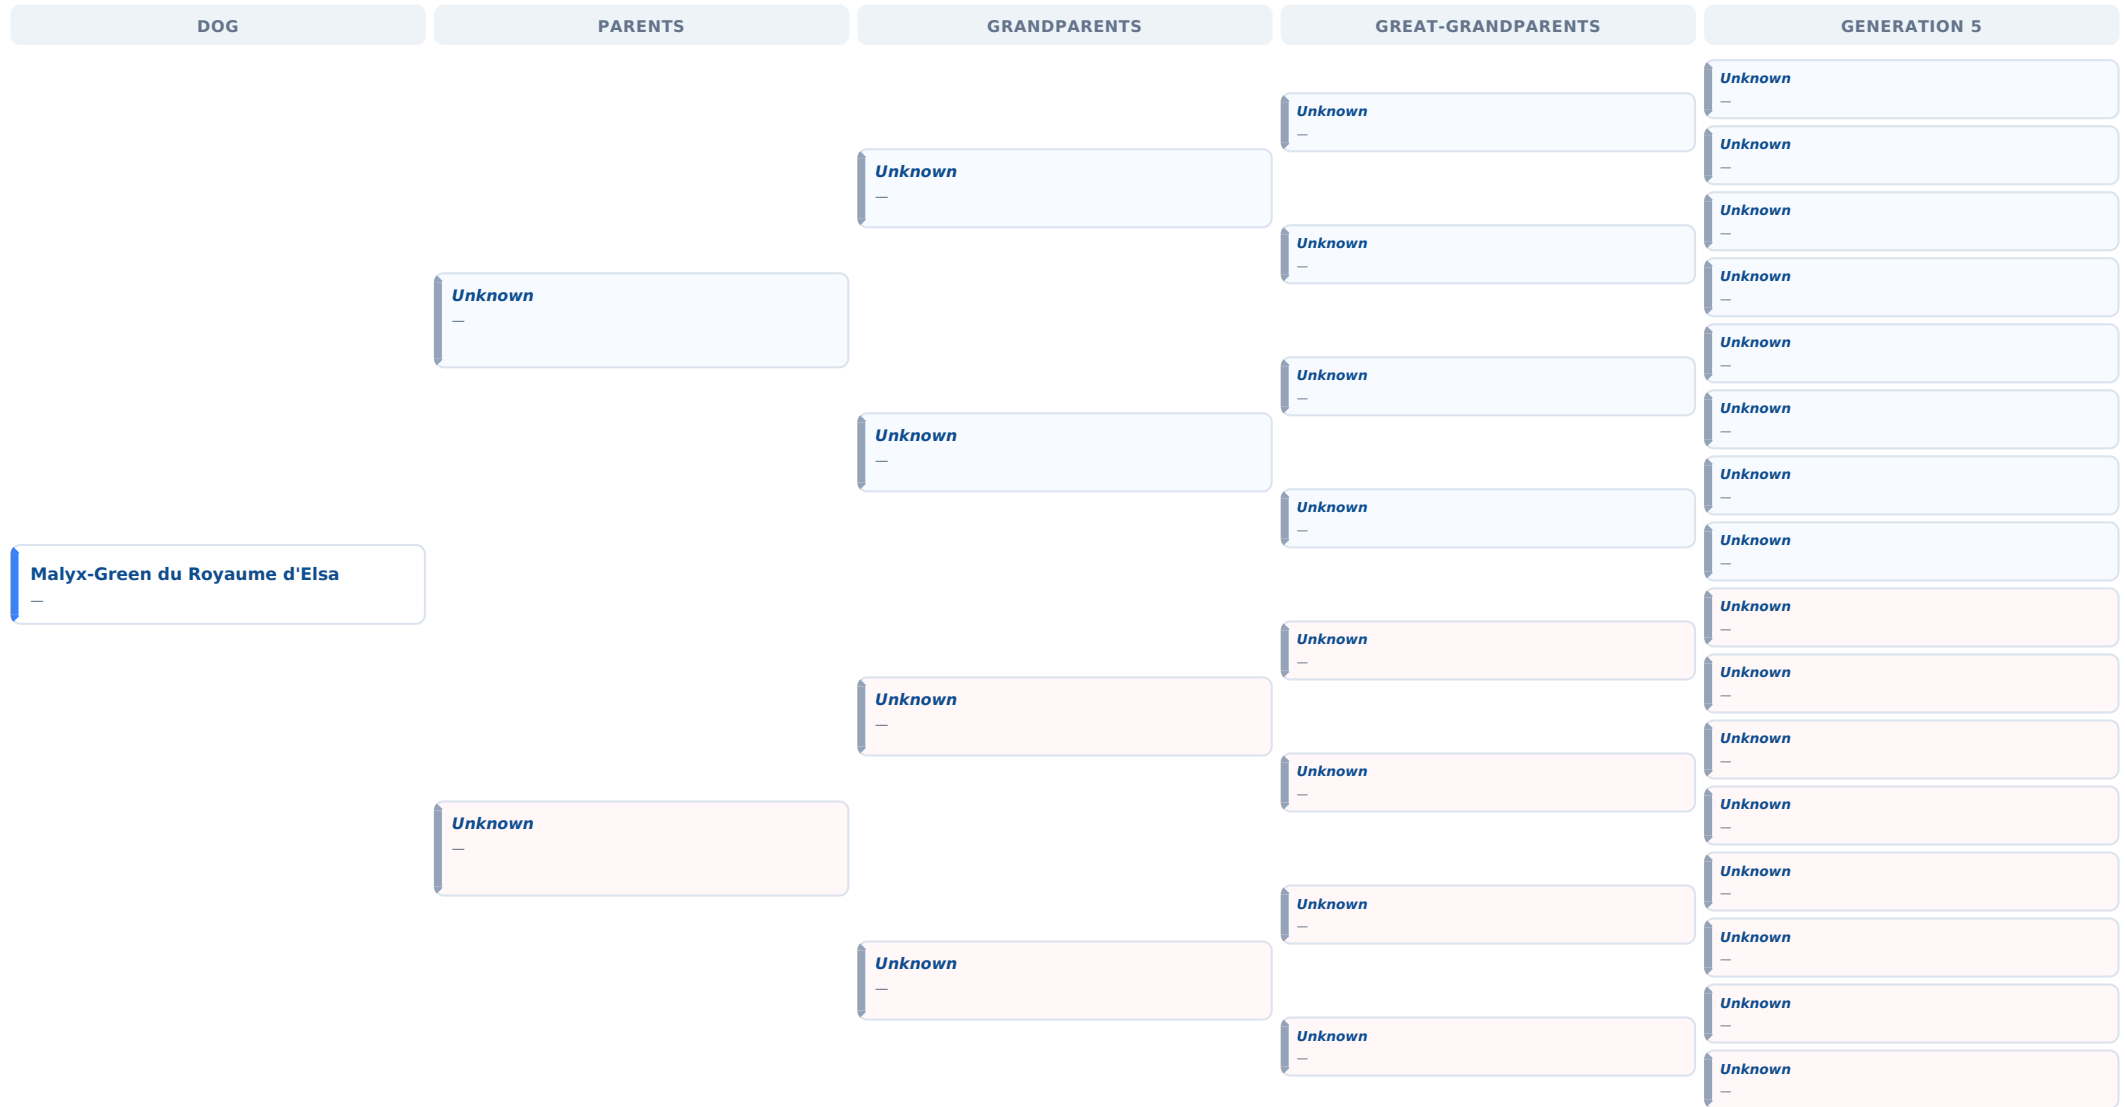 DOG
PARENTS
GRANDPARENTS
GREAT-GRANDPARENTS
GENERATION 5
Malyx-Green du Royaume d'Elsa
—
Unknown
—
Unknown
—
Unknown
—
Unknown
—
Unknown
—
Unknown
—
Unknown
—
Unknown
—
Unknown
—
Unknown
—
Unknown
—
Unknown
—
Unknown
—
Unknown
—
Unknown
—
Unknown
—
Unknown
—
Unknown
—
Unknown
—
Unknown
—
Unknown
—
Unknown
—
Unknown
—
Unknown
—
Unknown
—
Unknown
—
Unknown
—
Unknown
—
Unknown
—
Unknown
—